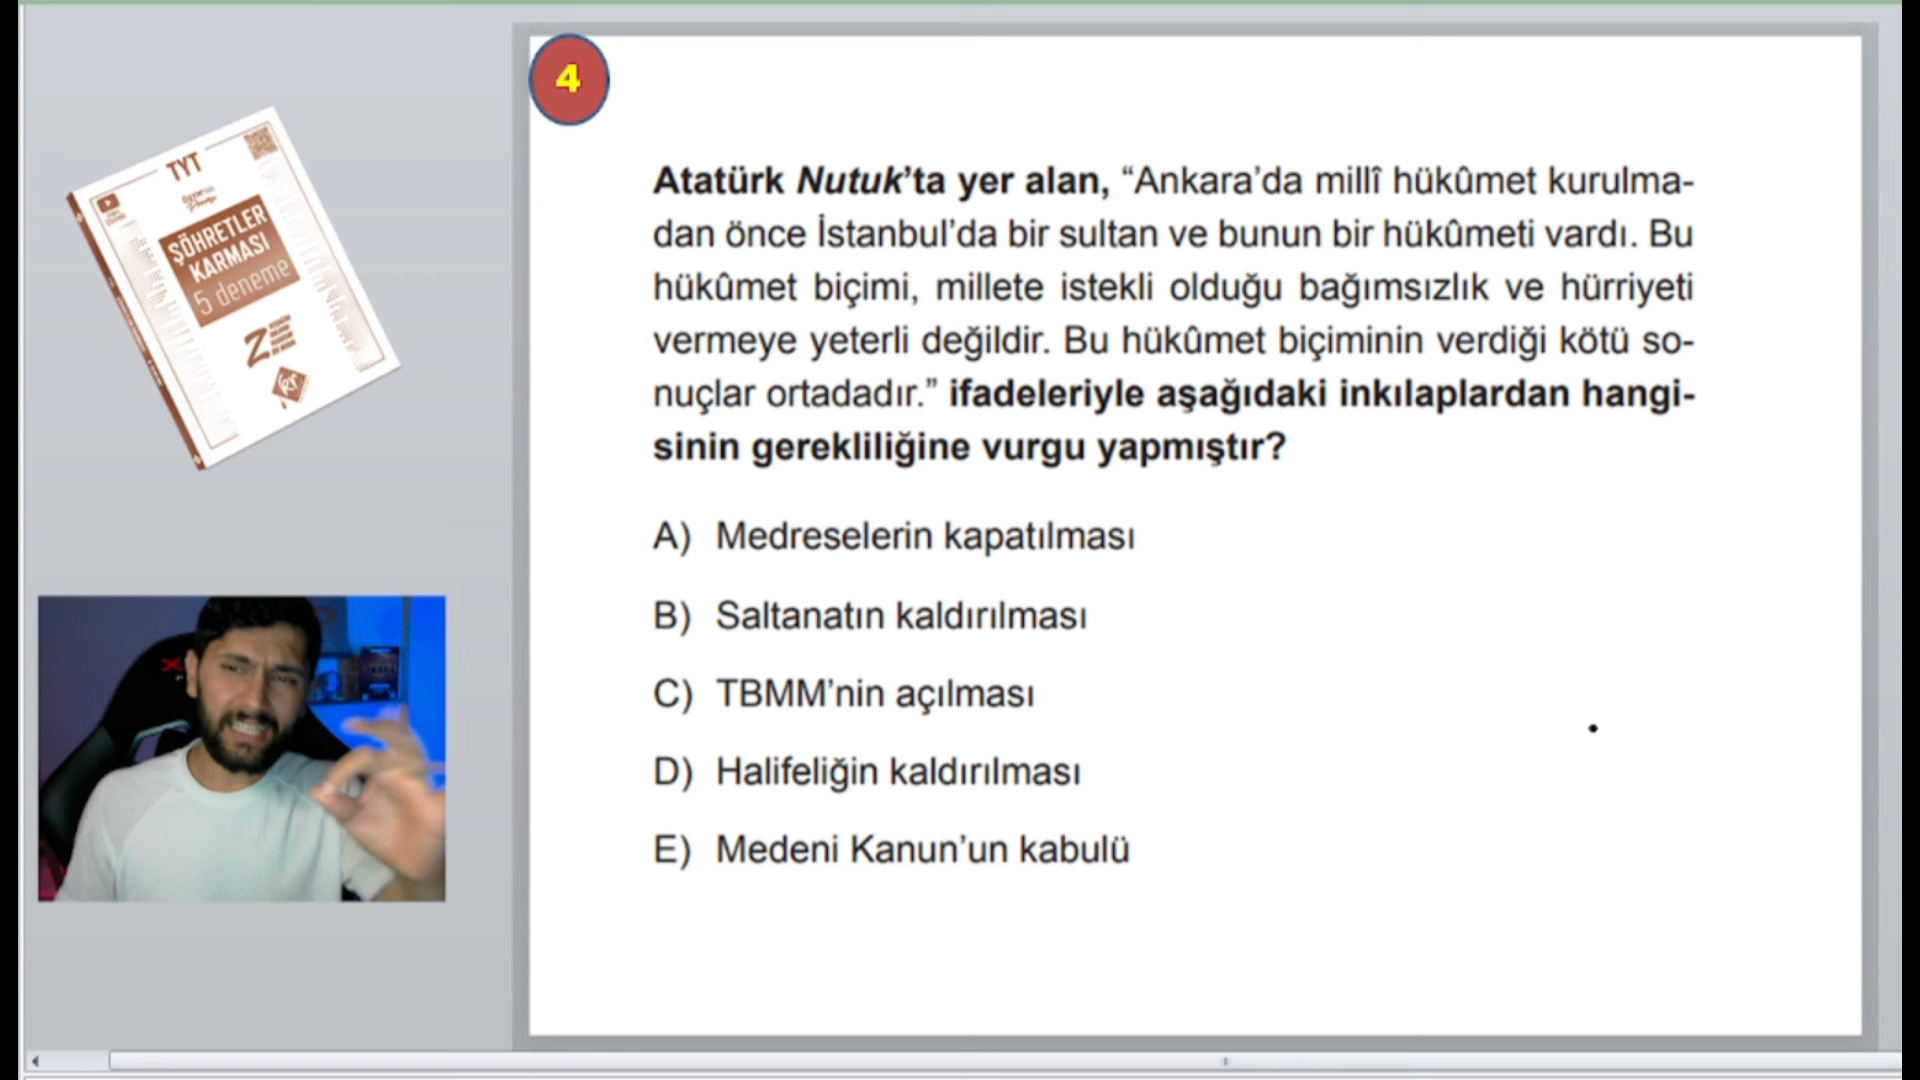 4
Atatürk Nutuk’ta yer alan, “Ankara’da millî hükûmet kurulma-
dan önce İstanbul’da bir sultan ve bunun bir hükûmeti vardı. Bu
hükûmet biçimi, millete istekli olduğu bağımsızlık ve hürriyeti
vermeye yeterli değildir. Bu hükûmet biçiminin verdiği kötü so-
nuçlar ortadadır.” ifadeleriyle aşağıdaki inkılaplardan hangi-
sinin gerekliliğine vurgu yapmıştır?
A) Medreselerin kapatılması
B) Saltanatın kaldırılması
C) TBMM’nin açılması
D) Halifeliğin kaldırılması
E) Medeni Kanun’un kabulü
TYT
ŞÖHRETLER
KARMASI
5 deneme